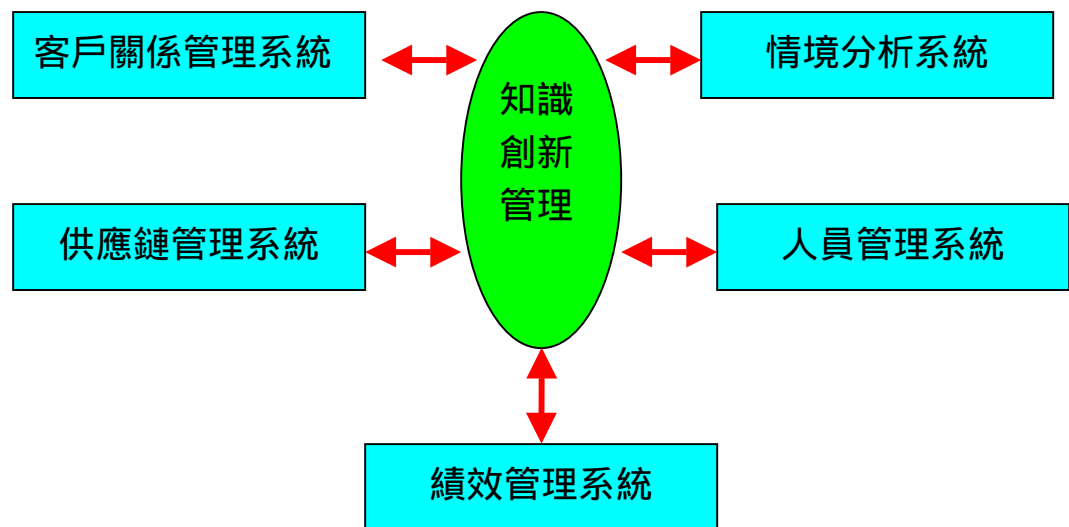 客戶關係管理系統
知識
創新
管理
情境分析系統
供應鏈管理系統
人員管理系統
績效管理系統